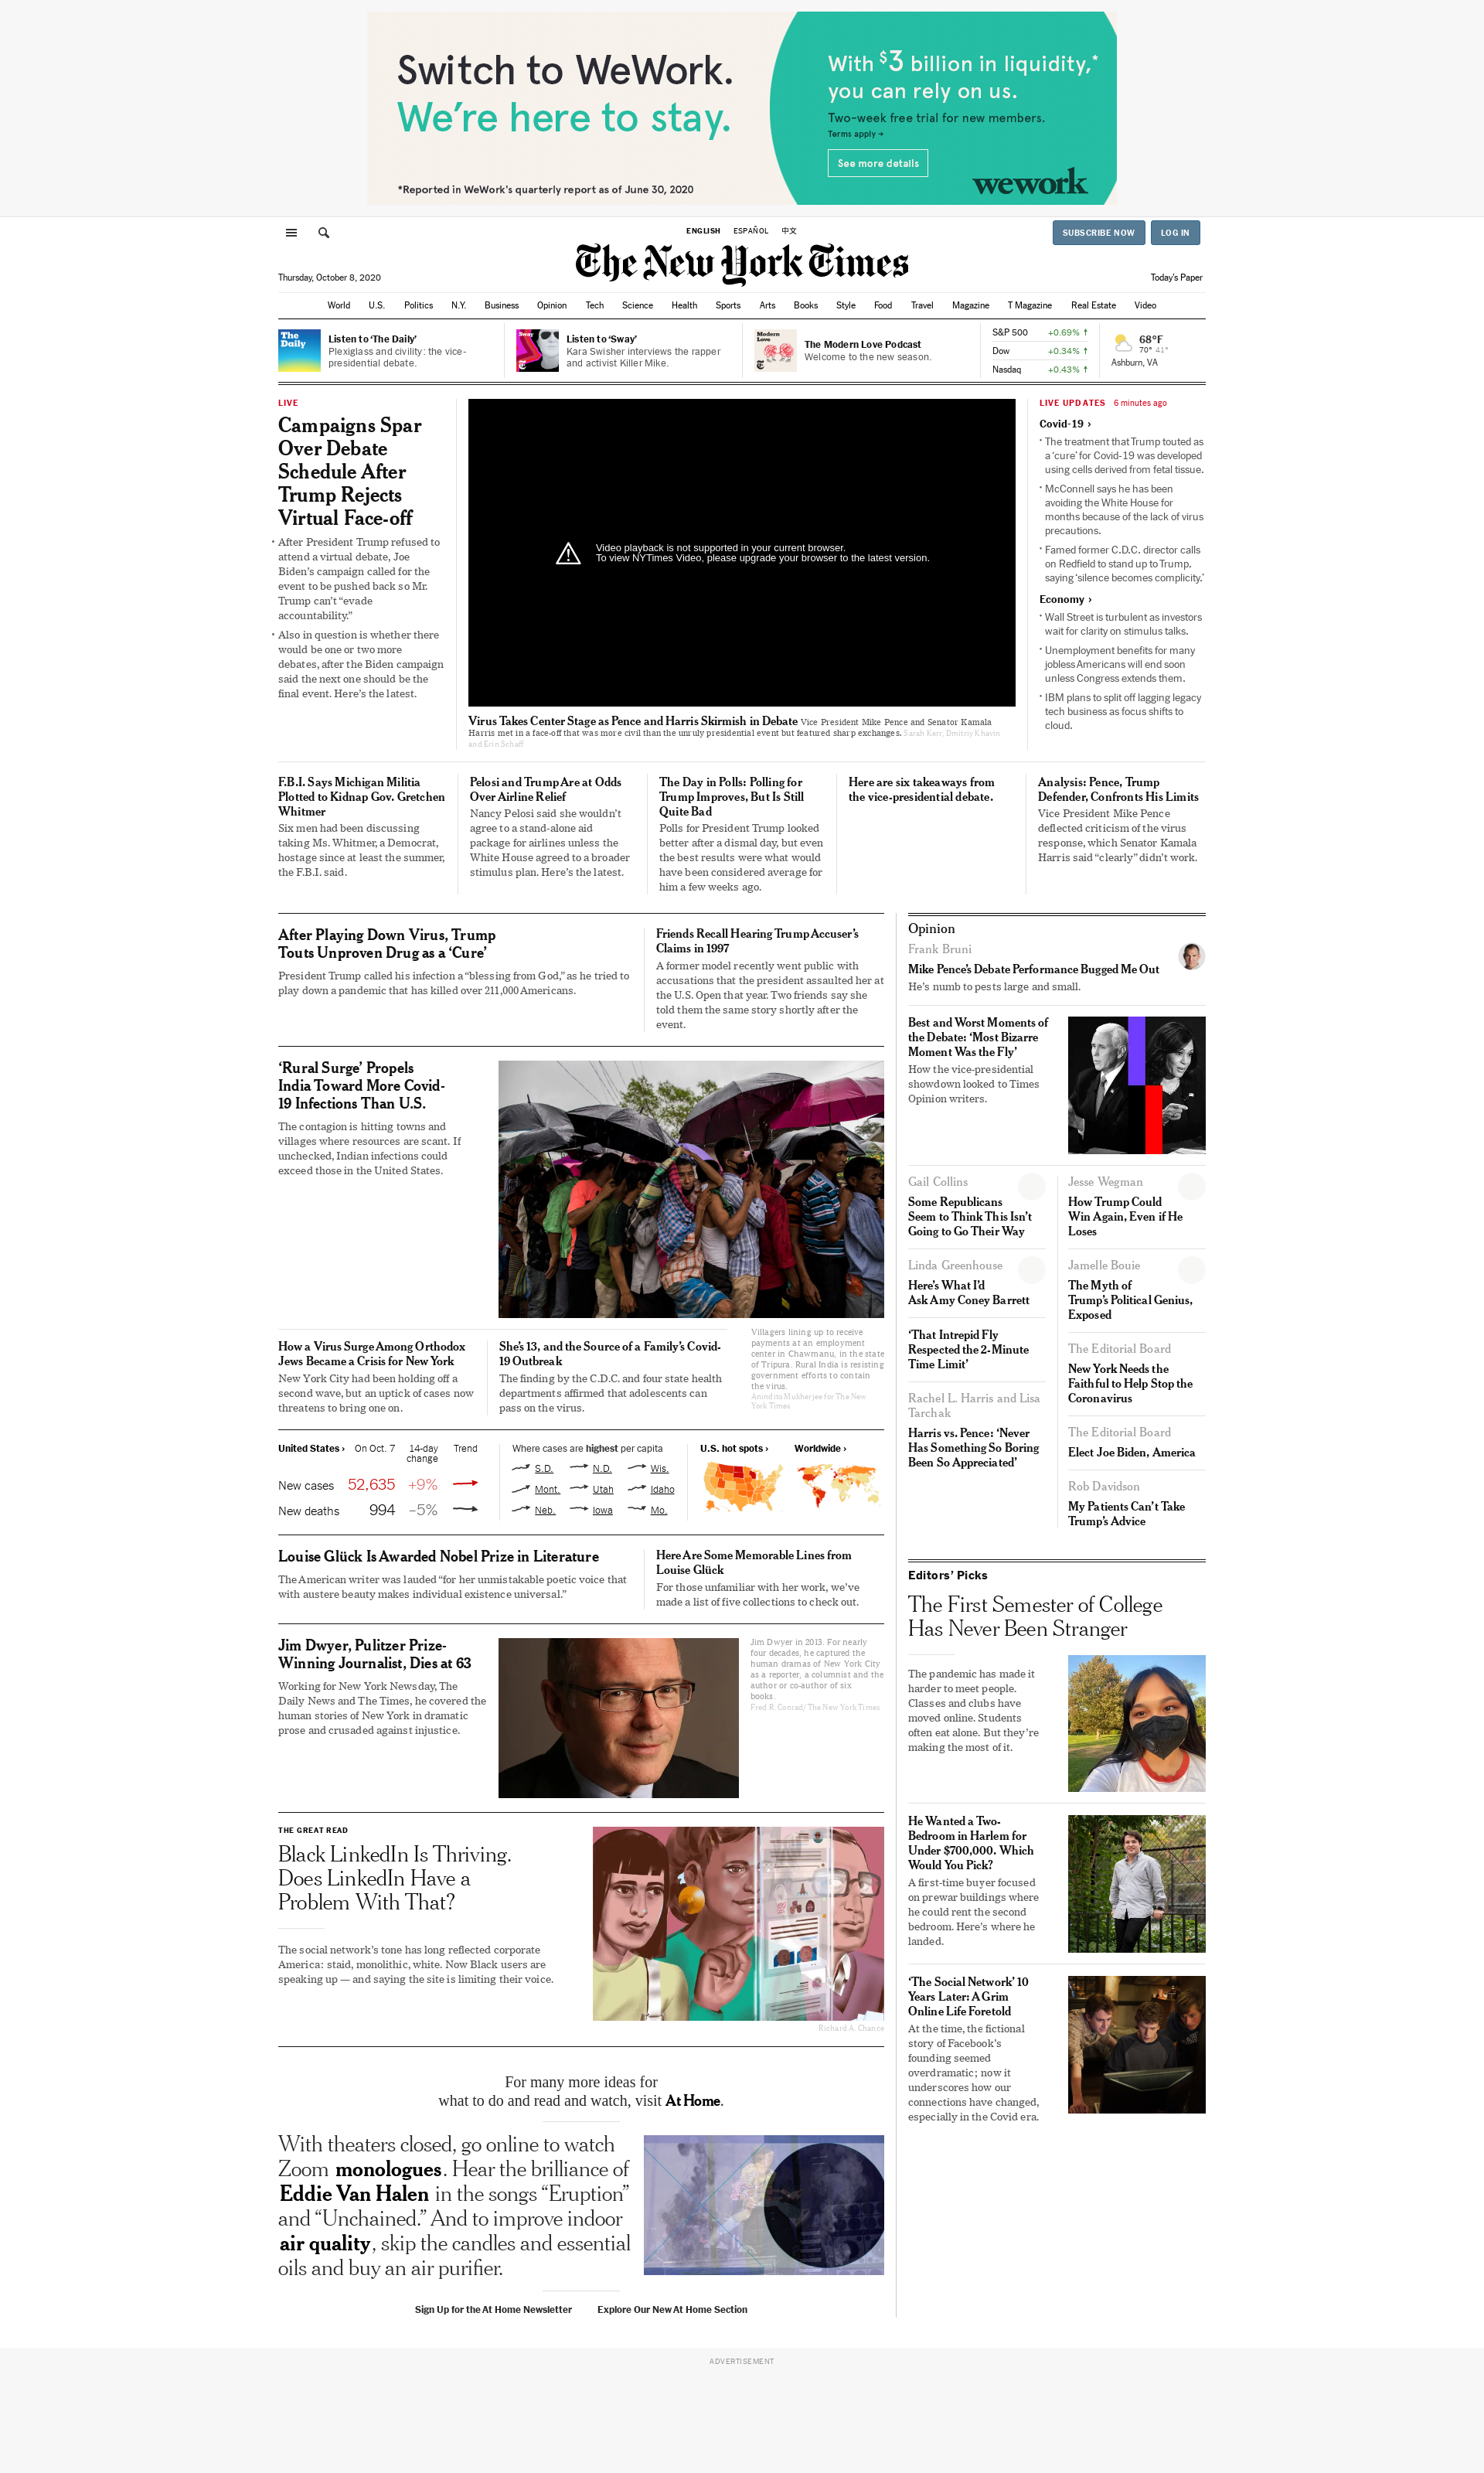 Switch to WeWork.
We're here to stay.
*Reported in WeWork's quarterly report as of June 30, 2020
With $3 billion in liquidity,*
you can rely on us.
Two-week free trial for new members.
Terms apply →
See more details
wework
ENGLISH ESPAÑOL 中文
SUBSCRIBE NOW LOG IN
The New York Times
Thursday, October 8, 2020
Today's Paper
World U.S. Politics N.Y. Business Opinion Tech Science Health Sports Arts Books Style Food Travel Magazine T Magazine Real Estate Video
The
Daily
Listen to 'The Daily'
Plexiglass and civility: the vice-
presidential debate.
Sway
Listen to 'Sway'
Kara Swisher interviews the rapper
and activist Killer Mike.
Modern
Love
The Modern Love Podcast
Welcome to the new season.
S&P 500 +0.69% ↑
Dow +0.34% ↑
Nasdaq +0.43% ↑
68°F
70° 41°
Ashburn, VA
LIVE
Campaigns Spar
Over Debate
Schedule After
Trump Rejects
Virtual Face-off
• After President Trump refused to
attend a virtual debate, Joe
Biden's campaign called for the
event to be pushed back so Mr.
Trump can't "evade
accountability."
• Also in question is whether there
would be one or two more
debates, after the Biden campaign
said the next one should be the
final event. Here's the latest.
Video playback is not supported in your current browser.
To view NYTimes Video, please upgrade your browser to the latest version.
Virus Takes Center Stage as Pence and Harris Skirmish in Debate Vice President Mike Pence and Senator Kamala
Harris met in a face-off that was more civil than the unruly presidential event but featured sharp exchanges. Sarah Kerr, Dmitriy Khavin
and Erin Schaff
LIVE UPDATES 6 minutes ago
Covid-19 ›
• The treatment that Trump touted as
a 'cure' for Covid-19 was developed
using cells derived from fetal tissue.
• McConnell says he has been
avoiding the White House for
months because of the lack of virus
precautions.
• Famed former C.D.C. director calls
on Redfield to stand up to Trump,
saying 'silence becomes complicity.'
Economy ›
• Wall Street is turbulent as investors
wait for clarity on stimulus talks.
• Unemployment benefits for many
jobless Americans will end soon
unless Congress extends them.
• IBM plans to split off lagging legacy
tech business as focus shifts to
cloud.
F.B.I. Says Michigan Militia
Plotted to Kidnap Gov. Gretchen
Whitmer
Six men had been discussing
taking Ms. Whitmer, a Democrat,
hostage since at least the summer,
the F.B.I. said.
Pelosi and Trump Are at Odds
Over Airline Relief
Nancy Pelosi said she wouldn't
agree to a stand-alone aid
package for airlines unless the
White House agreed to a broader
stimulus plan. Here's the latest.
The Day in Polls: Polling for
Trump Improves, But Is Still
Quite Bad
Polls for President Trump looked
better after a dismal day, but even
the best results were what would
have been considered average for
him a few weeks ago.
Here are six takeaways from
the vice-presidential debate.
Analysis: Pence, Trump
Defender, Confronts His Limits
Vice President Mike Pence
deflected criticism of the virus
response, which Senator Kamala
Harris said "clearly" didn't work.
After Playing Down Virus, Trump
Touts Unproven Drug as a 'Cure'
President Trump called his infection a "blessing from God," as he tried to
play down a pandemic that has killed over 211,000 Americans.
Friends Recall Hearing Trump Accuser's
Claims in 1997
A former model recently went public with
accusations that the president assaulted her at
the U.S. Open that year. Two friends say she
told them the same story shortly after the
event.
'Rural Surge' Propels
India Toward More Covid-
19 Infections Than U.S.
The contagion is hitting towns and
villages where resources are scant. If
unchecked, Indian infections could
exceed those in the United States.
Villagers lining up to receive
payments at an employment
center in Chawmanu, in the state
of Tripura. Rural India is resisting
government efforts to contain
the virus.
Anindita Mukherjee for The New
York Times
How a Virus Surge Among Orthodox
Jews Became a Crisis for New York
New York City had been holding off a
second wave, but an uptick of cases now
threatens to bring one on.
She's 13, and the Source of a Family's Covid-
19 Outbreak
The finding by the C.D.C. and four state health
departments affirmed that adolescents can
pass on the virus.
United States › On Oct. 7 14-day
change Trend
New cases 52,635 +9%
New deaths 994 –5%
Where cases are highest per capita
S.D. N.D. Wis.
Mont. Utah Idaho
Neb. Iowa Mo.
U.S. hot spots › Worldwide ›
Louise Glück Is Awarded Nobel Prize in Literature
The American writer was lauded "for her unmistakable poetic voice that
with austere beauty makes individual existence universal."
Here Are Some Memorable Lines from
Louise Glück
For those unfamiliar with her work, we've
made a list of five collections to check out.
Jim Dwyer, Pulitzer Prize-
Winning Journalist, Dies at 63
Working for New York Newsday, The
Daily News and The Times, he covered the
human stories of New York in dramatic
prose and crusaded against injustice.
Jim Dwyer in 2013. For nearly
four decades, he captured the
human dramas of New York City
as a reporter, a columnist and the
author or co-author of six
books.
Fred R. Conrad/The New York Times
THE GREAT READ
Black LinkedIn Is Thriving.
Does LinkedIn Have a
Problem With That?
The social network's tone has long reflected corporate
America: staid, monolithic, white. Now Black users are
speaking up — and saying the site is limiting their voice.
Richard A. Chance
For many more ideas for
what to do and read and watch, visit At Home.
With theaters closed, go online to watch
Zoom monologues. Hear the brilliance of
Eddie Van Halen in the songs "Eruption"
and "Unchained." And to improve indoor
air quality, skip the candles and essential
oils and buy an air purifier.
Sign Up for the At Home Newsletter Explore Our New At Home Section
Opinion
Frank Bruni
Mike Pence's Debate Performance Bugged Me Out
He's numb to pests large and small.
Best and Worst Moments of
the Debate: 'Most Bizarre
Moment Was the Fly'
How the vice-presidential
showdown looked to Times
Opinion writers.
Gail Collins
Some Republicans
Seem to Think This Isn't
Going to Go Their Way
Linda Greenhouse
Here's What I'd
Ask Amy Coney Barrett
'That Intrepid Fly
Respected the 2-Minute
Time Limit'
Rachel L. Harris and Lisa
Tarchak
Harris vs. Pence: 'Never
Has Something So Boring
Been So Appreciated'
Jesse Wegman
How Trump Could
Win Again, Even if He
Loses
Jamelle Bouie
The Myth of
Trump's Political Genius,
Exposed
The Editorial Board
New York Needs the
Faithful to Help Stop the
Coronavirus
The Editorial Board
Elect Joe Biden, America
Rob Davidson
My Patients Can't Take
Trump's Advice
Editors' Picks
The First Semester of College
Has Never Been Stranger
The pandemic has made it
harder to meet people.
Classes and clubs have
moved online. Students
often eat alone. But they're
making the most of it.
He Wanted a Two-
Bedroom in Harlem for
Under $700,000. Which
Would You Pick?
A first-time buyer focused
on prewar buildings where
he could rent the second
bedroom. Here's where he
landed.
'The Social Network' 10
Years Later: A Grim
Online Life Foretold
At the time, the fictional
story of Facebook's
founding seemed
overdramatic; now it
underscores how our
connections have changed,
especially in the Covid era.
ADVERTISEMENT